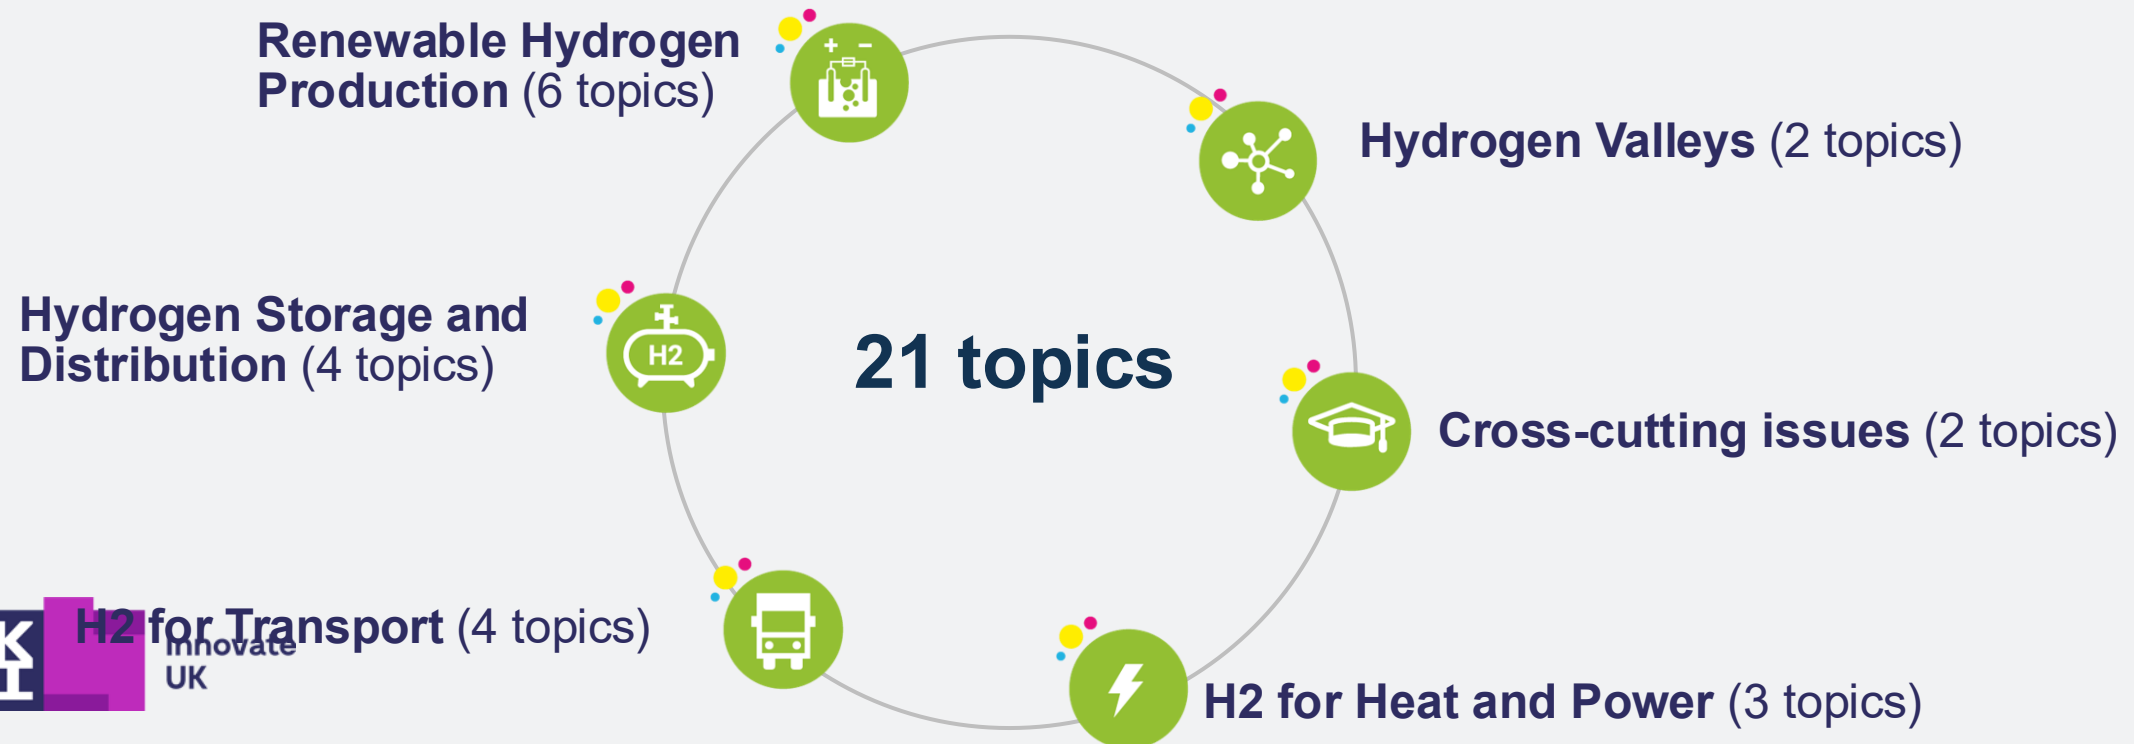 Renewable Hydrogen
Production (6 topics)
Hydrogen Valleys (2 topics)
Hydrogen Storage and
Distribution (4 topics)
H2
21 topics
Cross-cutting issues (2 topics)
H2 for Transport (4 topics)
Innovate
UK
K
I
H2 for Heat and Power (3 topics)